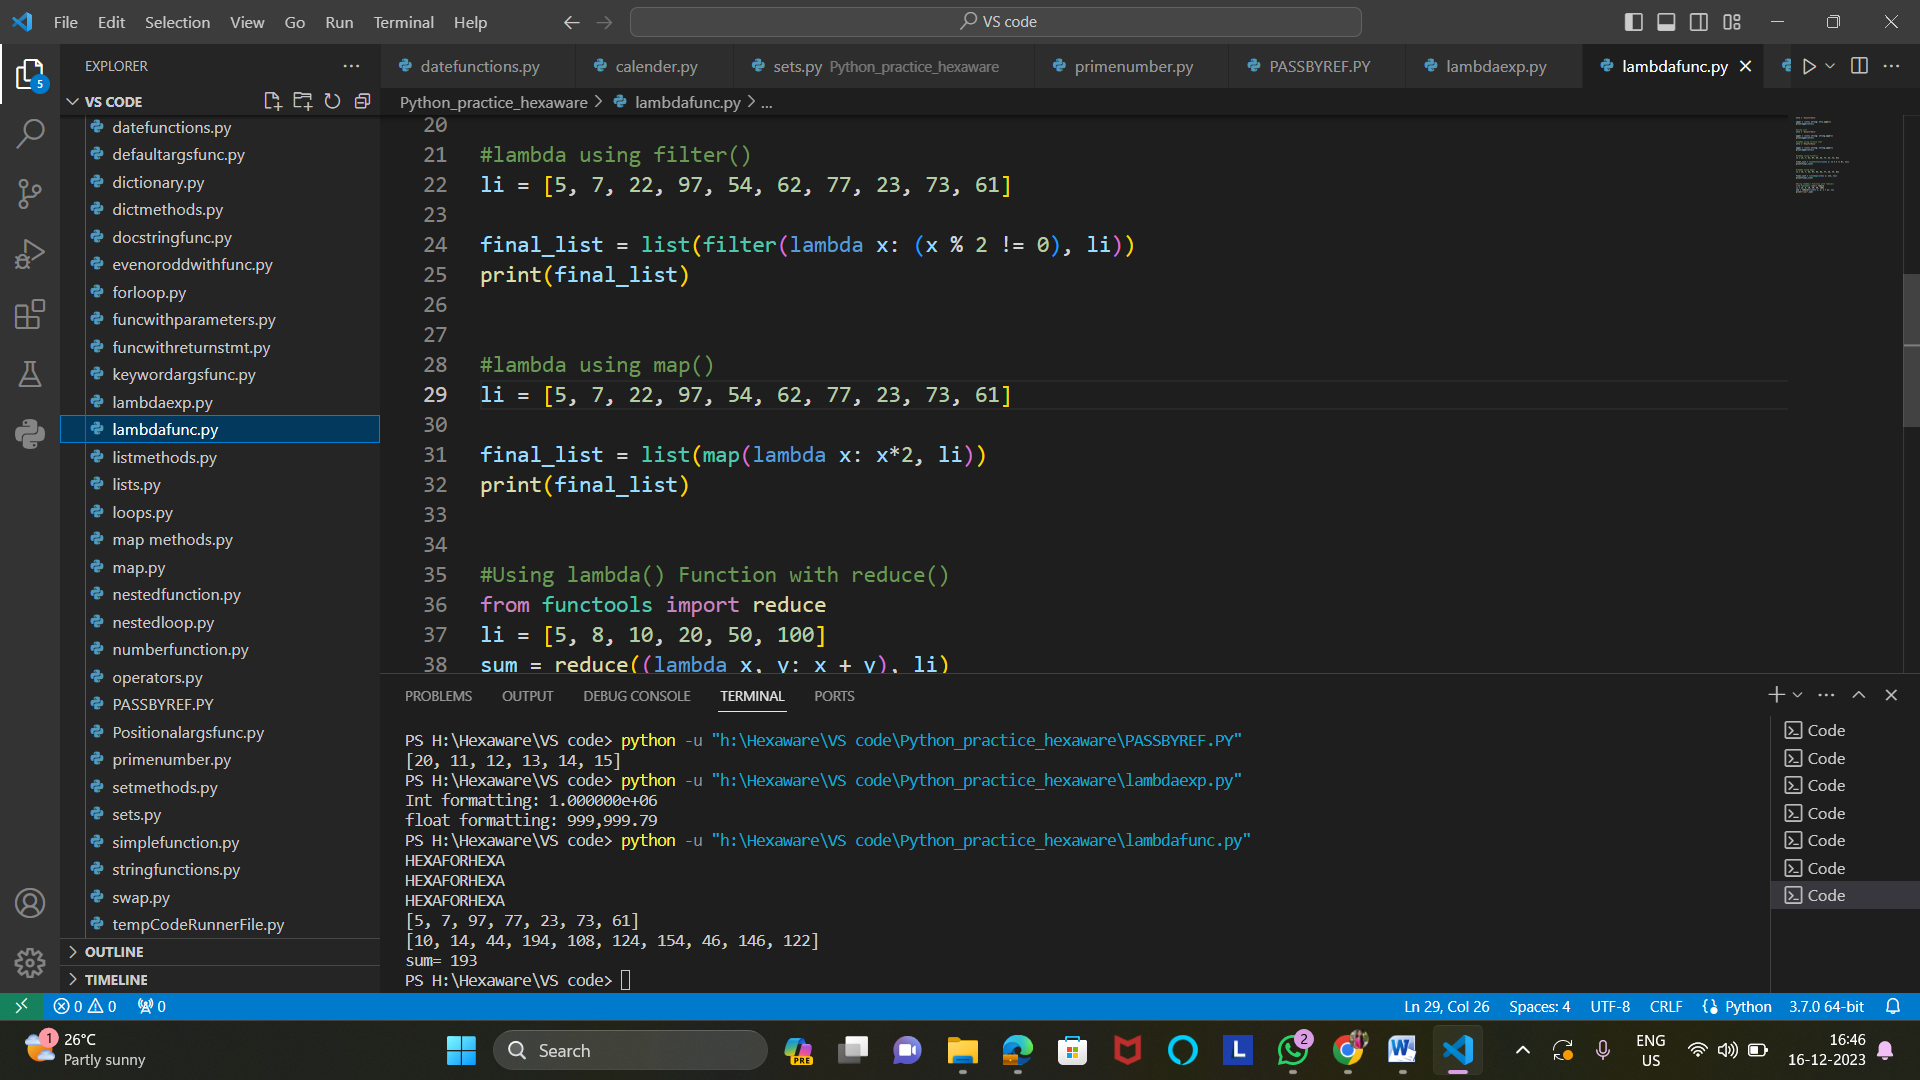 File Edit Selection View Go Run Terminal Help
VS code
EXPLORER
VS CODE
datefunctions.py
defaultargsfunc.py
dictionary.py
dictmethods.py
docstringfunc.py
evenoroddwithfunc.py
forloop.py
funcwithparameters.py
funcwithreturnstmt.py
keywordargsfunc.py
lambdaexp.py
lambdafunc.py
listmethods.py
lists.py
loops.py
map methods.py
map.py
nestedfunction.py
nestedloop.py
numberfunction.py
operators.py
PASSBYREF.PY
Positionalargsfunc.py
primenumber.py
setmethods.py
sets.py
simplefunction.py
stringfunctions.py
swap.py
tempCodeRunnerFile.py
OUTLINE
TIMELINE
5
datefunctions.py calender.py sets.py Python_practice_hexaware primenumber.py PASSBYREF.PY lambdaexp.py lambdafunc.py
Python_practice_hexaware > lambdafunc.py > ...
20
21 #lambda using filter()
22 li = [5, 7, 22, 97, 54, 62, 77, 23, 73, 61]
23
24 final_list = list(filter(lambda x: (x % 2 != 0), li))
25 print(final_list)
26
27
28 #lambda using map()
29 li = [5, 7, 22, 97, 54, 62, 77, 23, 73, 61]
30
31 final_list = list(map(lambda x: x*2, li))
32 print(final_list)
33
34
35 #Using lambda() Function with reduce()
36 from functools import reduce
37 li = [5, 8, 10, 20, 50, 100]
38 sum = reduce((lambda x, y: x + y), li)
PROBLEMS OUTPUT DEBUG CONSOLE TERMINAL PORTS
PS H:\Hexaware\VS code> python -u "h:\Hexaware\VS code\Python_practice_hexaware\PASSBYREF.PY"
[20, 11, 12, 13, 14, 15]
PS H:\Hexaware\VS code> python -u "h:\Hexaware\VS code\Python_practice_hexaware\lambdaexp.py"
Int formatting: 1.000000e+06
float formatting: 999,999.79
PS H:\Hexaware\VS code> python -u "h:\Hexaware\VS code\Python_practice_hexaware\lambdafunc.py"
HEXAFORHEXA
HEXAFORHEXA
HEXAFORHEXA
[5, 7, 97, 77, 23, 73, 61]
[10, 14, 44, 194, 108, 124, 154, 46, 146, 122]
sum= 193
PS H:\Hexaware\VS code>
Code
Code
Code
Code
Code
Code
Code
0 0 0
Ln 29, Col 26 Spaces: 4 UTF-8 CRLF Python 3.7.0 64-bit
1
26°C
Partly sunny
Search
PRE
L
2
ENG
US
16:46
16-12-2023